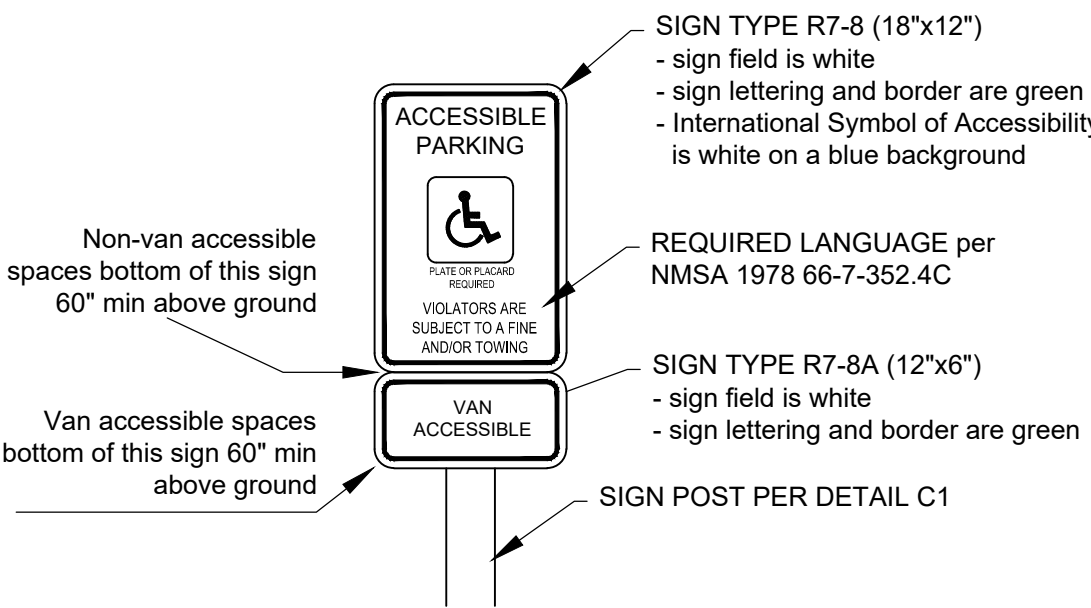 SIGN TYPE R7-8 (18"x12")
- sign field is white
- sign lettering and border are green
- International Symbol of Accessibility
is white on a blue background
ACCESSIBLE
PARKING
PLATE OR PLACARD
REQUIRED
VIOLATORS ARE
SUBJECT TO A FINE
AND/OR TOWING
Non-van accessible
spaces bottom of this sign
60" min above ground
REQUIRED LANGUAGE per
NMSA 1978 66-7-352.4C
VAN
ACCESSIBLE
SIGN TYPE R7-8A (12"x6")
- sign field is white
- sign lettering and border are green
Van accessible spaces
bottom of this sign 60" min
above ground
SIGN POST PER DETAIL C1